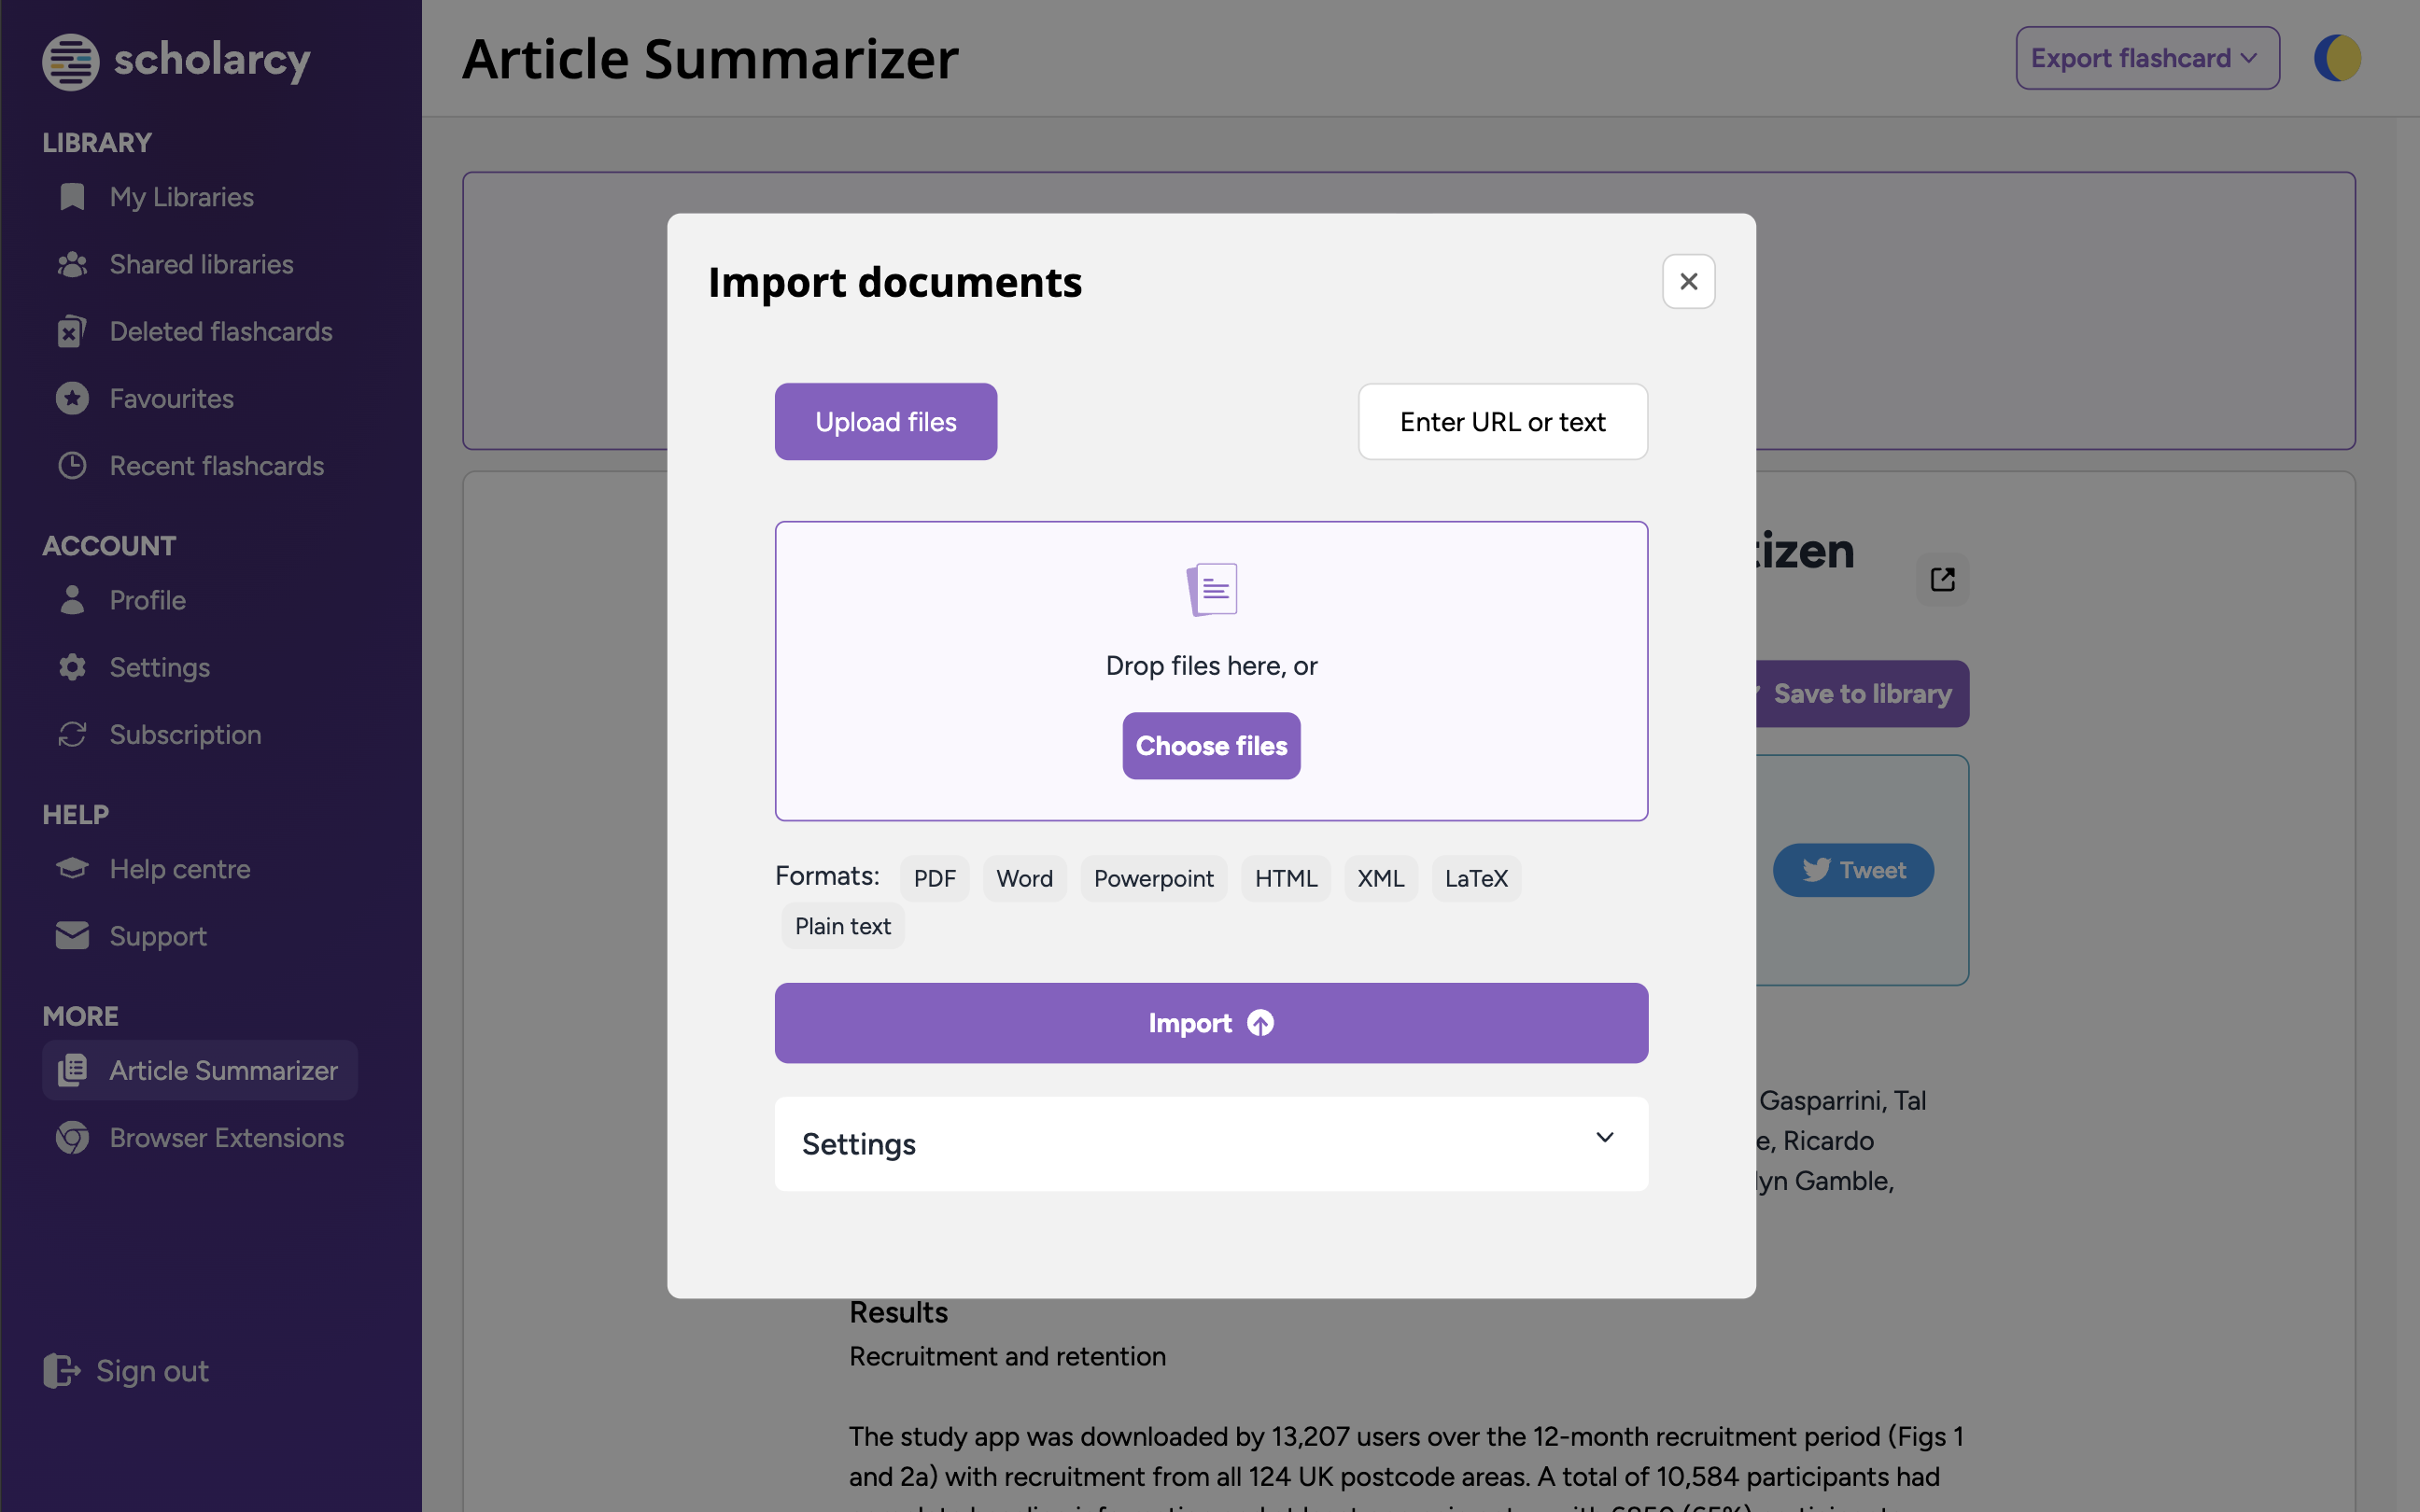 scholarcy
LIBRARY
My Libraries
Shared libraries
Deleted flashcards
Favourites
Recent flashcards
ACCOUNT
Profile
Settings
Subscription
HELP
Help centre
Support
MORE
Article Summarizer
Browser Extensions
Sign out
Article Summarizer
Export flashcard
Import documents
Upload files
Enter URL or text
Drop files here, or
Choose files
Formats: PDF Word Powerpoint HTML XML LaTeX
Plain text
Import
Settings
Save to library
Tweet
Gasparrini, Tal
Ricardo
Gamble,
Results
Recruitment and retention
The study app was downloaded by 13,207 users over the 12-month recruitment period (Figs 1
and 2a) with recruitment from all 124 UK postcode areas. A total of 10,584 participants had